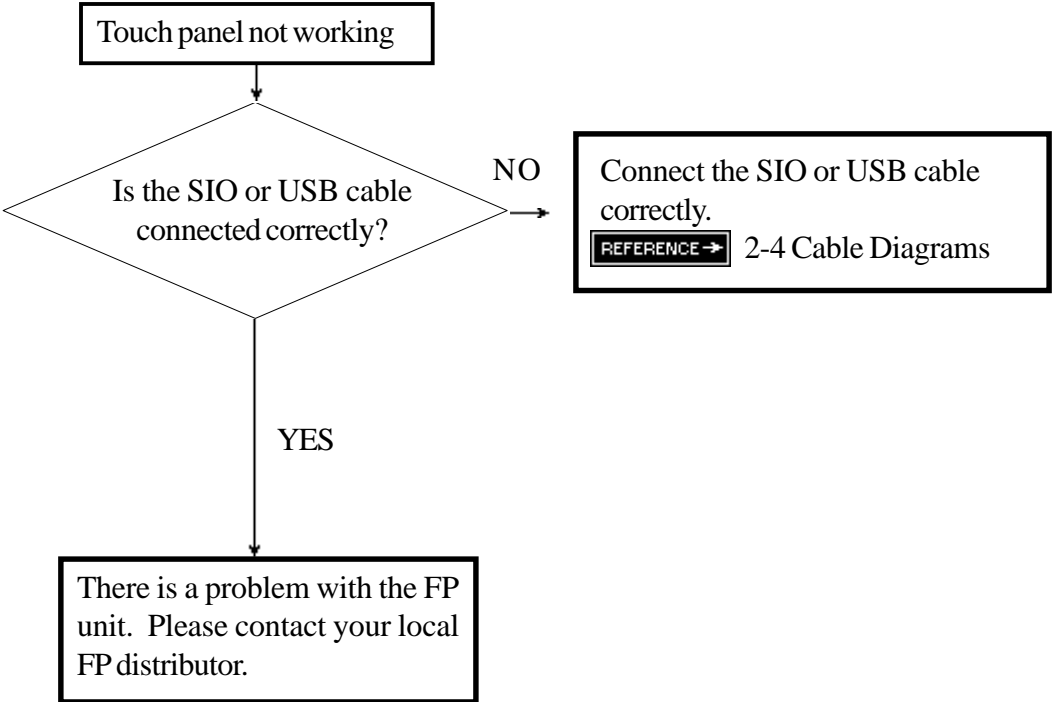 Touch panel not working
Is the SIO or USB cable
connected correctly?
NO
Connect the SIO or USB cable
correctly.
REFERENCE→ 2-4 Cable Diagrams
YES
There is a problem with the FP
unit. Please contact your local
FP distributor.